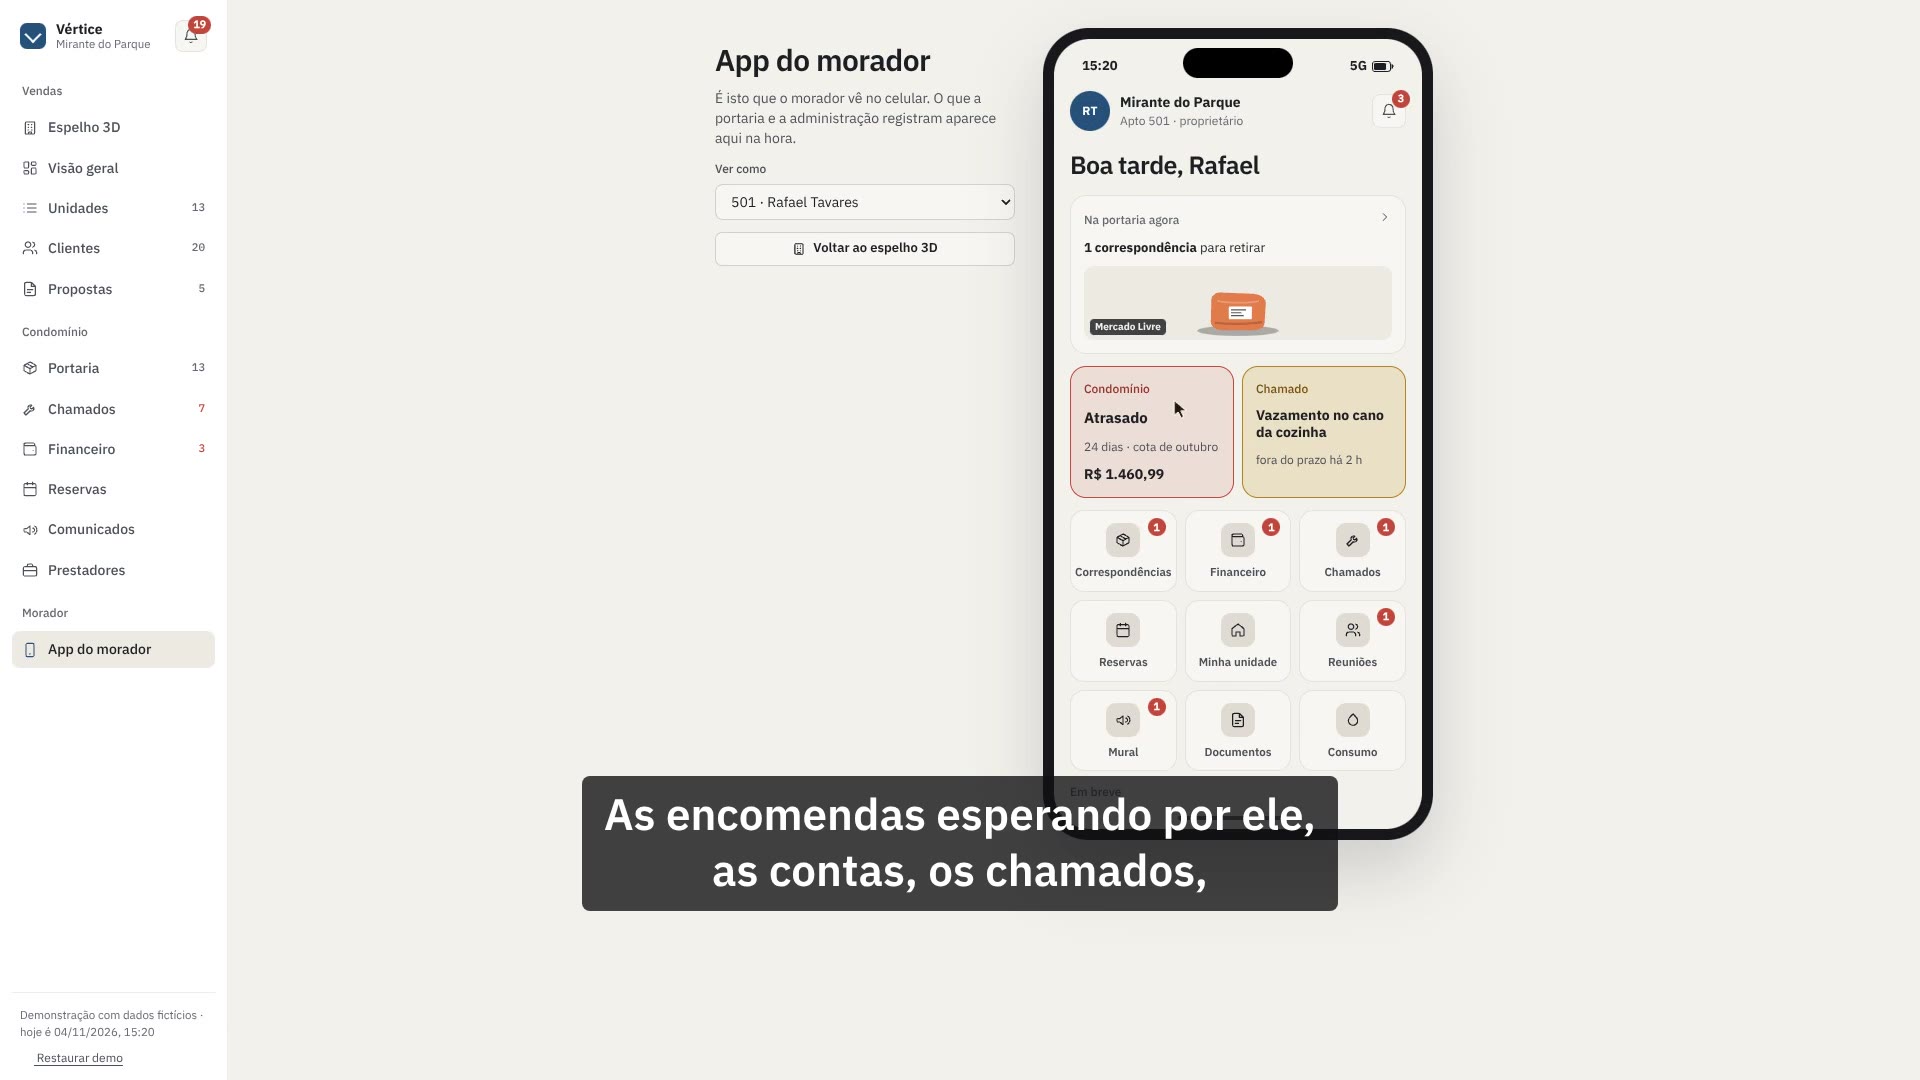 Vértice
Mirante do Parque
19
Vendas
Espelho 3D
Visão geral
Unidades 13
Clientes 20
Propostas 5
Condomínio
Portaria 13
Chamados 7
Financeiro 3
Reservas
Comunicados
Prestadores
Morador
App do morador
Demonstração com dados fictícios ·
hoje é 04/11/2026, 15:20
Restaurar demo
App do morador
É isto que o morador vê no celular. O que a
portaria e a administração registram aparece
aqui na hora.
Ver como
501 · Rafael Tavares
Voltar ao espelho 3D
15:20
5G
RT
Mirante do Parque
Apto 501 · proprietário
3
Boa tarde, Rafael
Na portaria agora
1 correspondência para retirar
Mercado Livre
Condomínio
Atrasado
24 dias · cota de outubro
R$ 1.460,99
Chamado
Vazamento no cano
da cozinha
fora do prazo há 2 h
1
Correspondências
1
Financeiro
1
Chamados
Reservas
Minha unidade
1
Reuniões
1
Mural
Documentos
Consumo
Em breve
As encomendas esperando por ele,
as contas, os chamados,